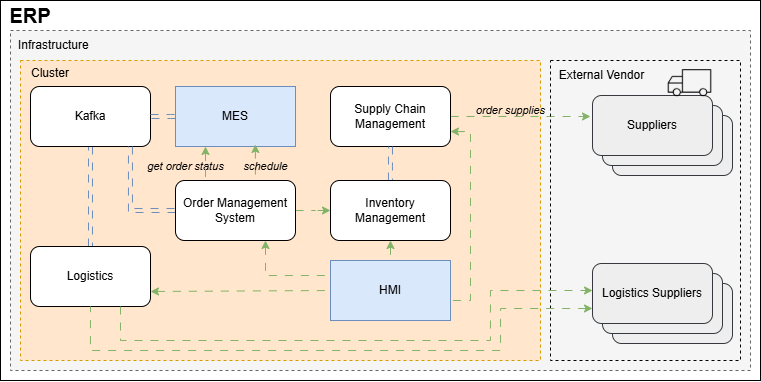 ERP
Infrastructure
Cluster
External Vendor
Kafka
MES
Supply Chain
Management
order supplies
Suppliers
get order status
schedule
Order Management
System
Inventory
Management
Logistics
HMI
Logistics Suppliers